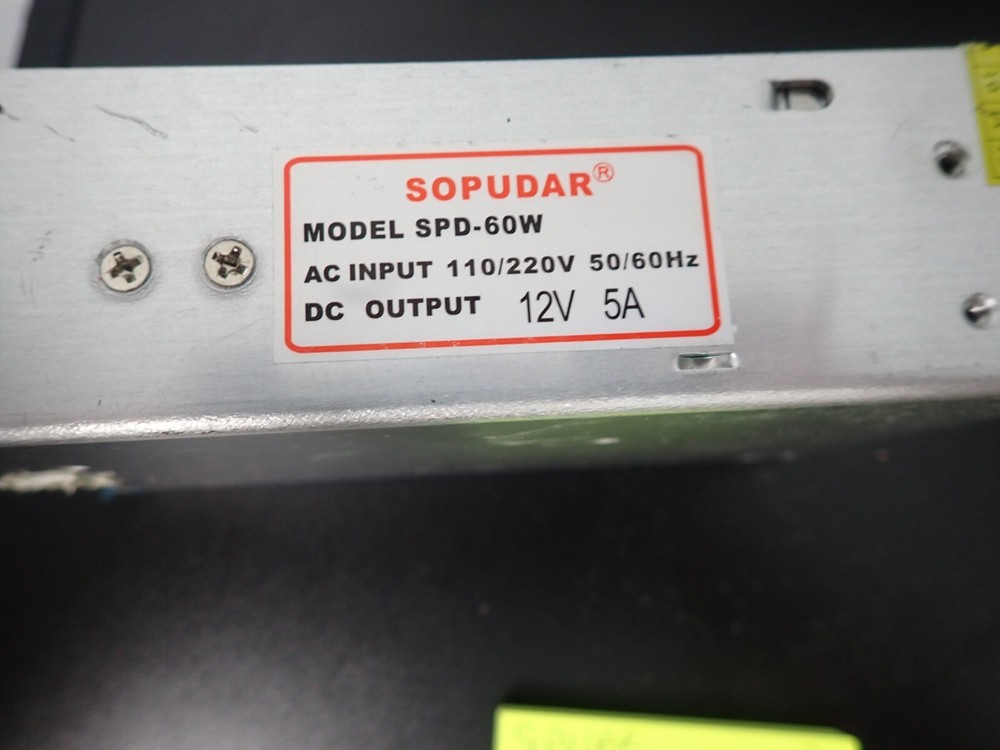 SOPUDAR®
MODEL SPD-60W
AC INPUT 110/220V 50/60Hz
DC OUTPUT 12V 5A